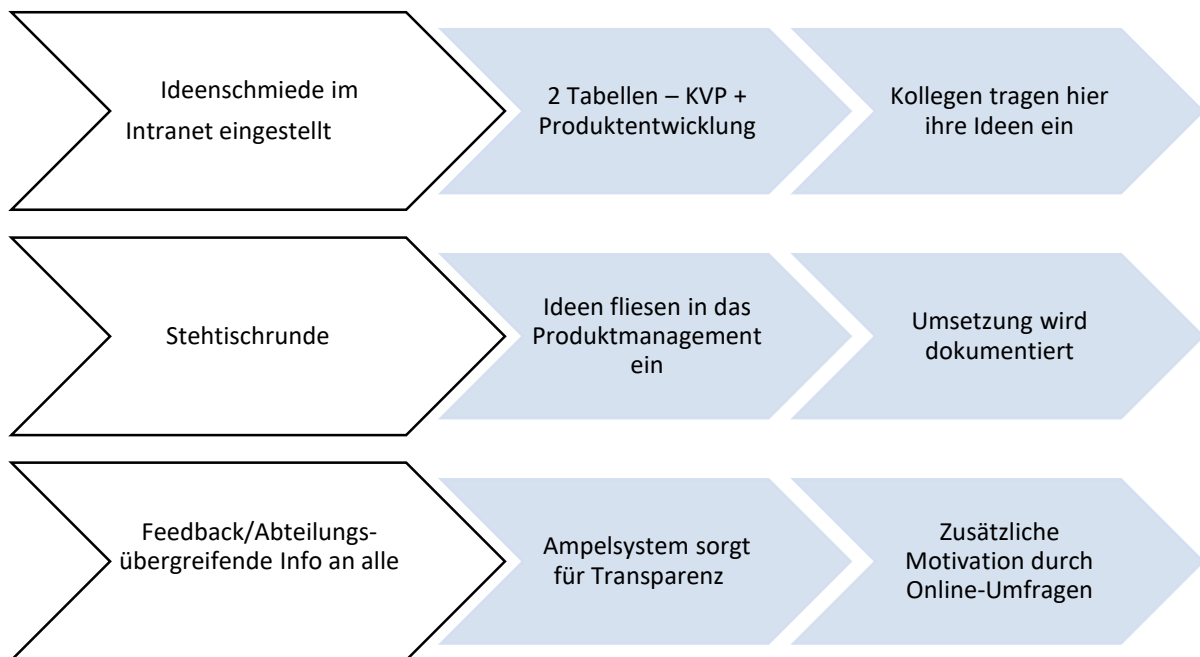 Ideenschmiede im
Intranet eingestellt
2 Tabellen – KVP +
Produktentwicklung
Kollegen tragen hier
ihre Ideen ein
Stehtischrunde
Ideen fliesen in das
Produktmanagement
ein
Umsetzung wird
dokumentiert
Feedback/Abteilungs-
übergreifende Info an alle
Ampelsystem sorgt
für Transparenz
Zusätzliche
Motivation durch
Online-Umfragen